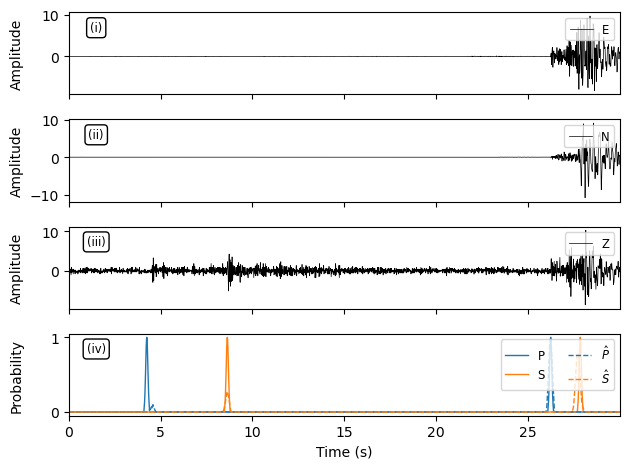 Amplitude
10
0
(i)
E
Amplitude
10
0
−10
(ii)
N
Amplitude
10
0
(iii)
Z
Probability
1
0
(iv)
P
S
P̂
Ŝ
0
5
10
15
20
25
Time (s)